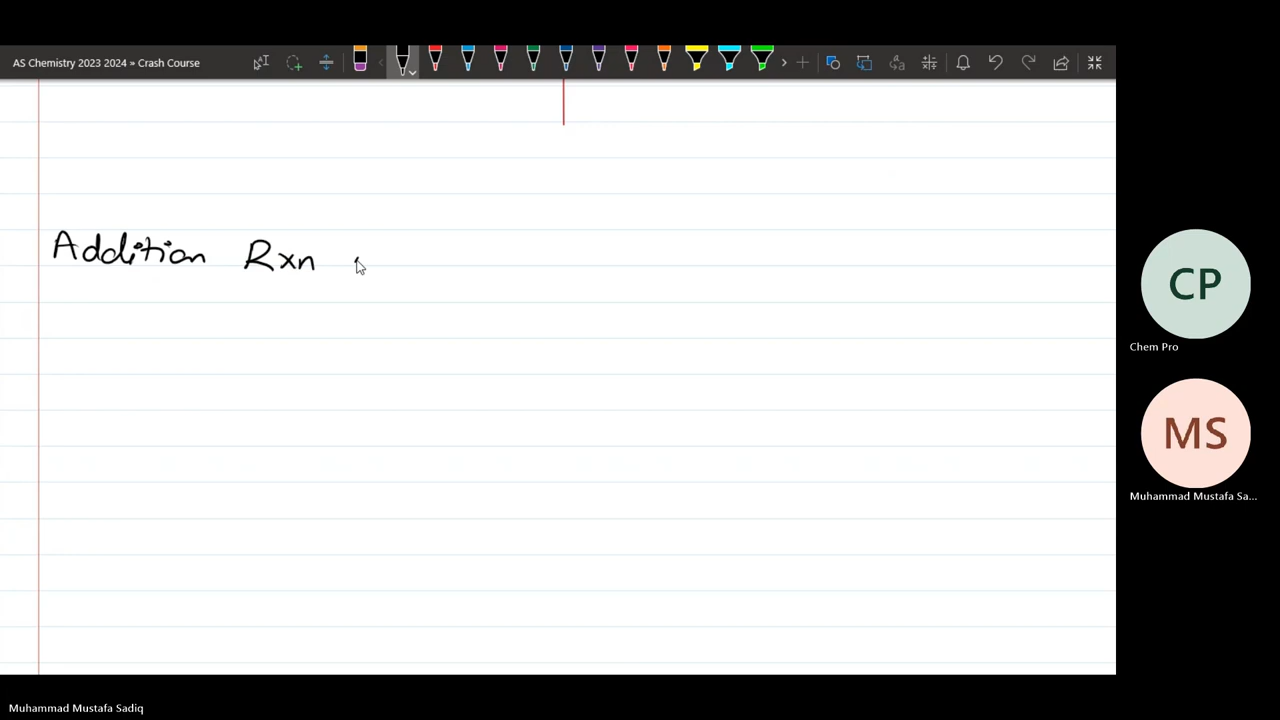 AS Chemistry 2023 2024 » Crash Course
Addition Rxn
CP
Chem Pro
MS
Muhammad Mustafa Sa...
Muhammad Mustafa Sadiq